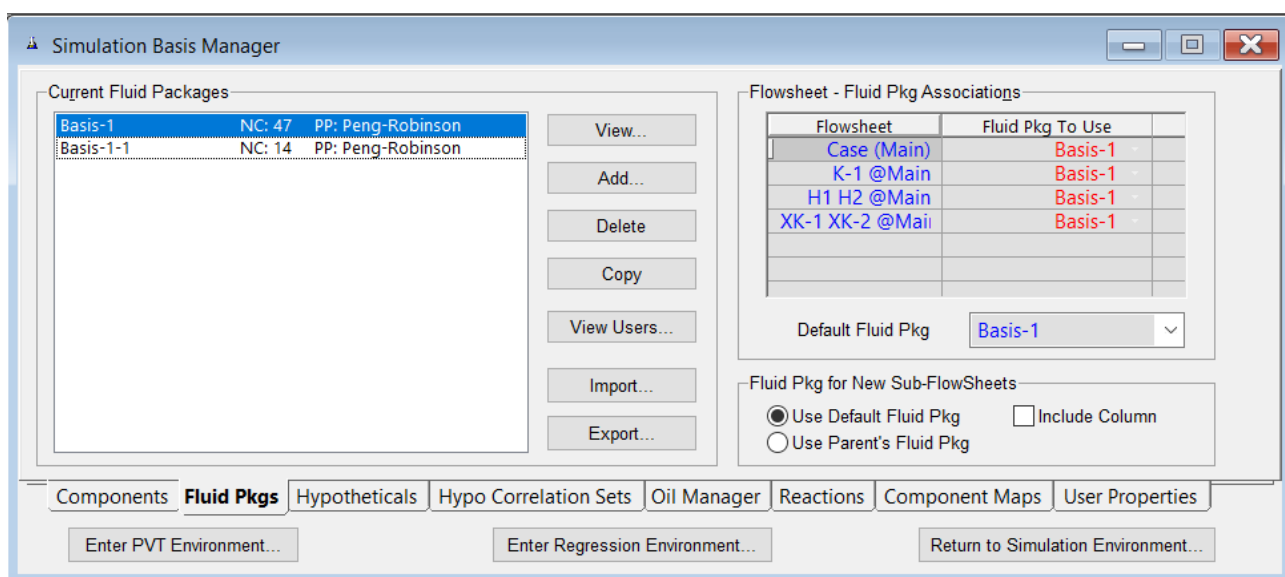 Simulation Basis Manager
Current Fluid Packages
Basis-1 NC: 47 PP: Peng-Robinson
Basis-1-1 NC: 14 PP: Peng-Robinson
View...
Add...
Delete
Copy
View Users...
Import...
Export...
Flowsheet - Fluid Pkg Associations
Flowsheet Fluid Pkg To Use
Case (Main) Basis-1
K-1 @Main Basis-1
H1 H2 @Main Basis-1
XK-1 XK-2 @Mai Basis-1
Default Fluid Pkg Basis-1
Fluid Pkg for New Sub-FlowSheets
Use Default Fluid Pkg Include Column
Use Parent's Fluid Pkg
Components Fluid Pkgs Hypotheticals Hypo Correlation Sets Oil Manager Reactions Component Maps User Properties
Enter PVT Environment... Enter Regression Environment... Return to Simulation Environment...